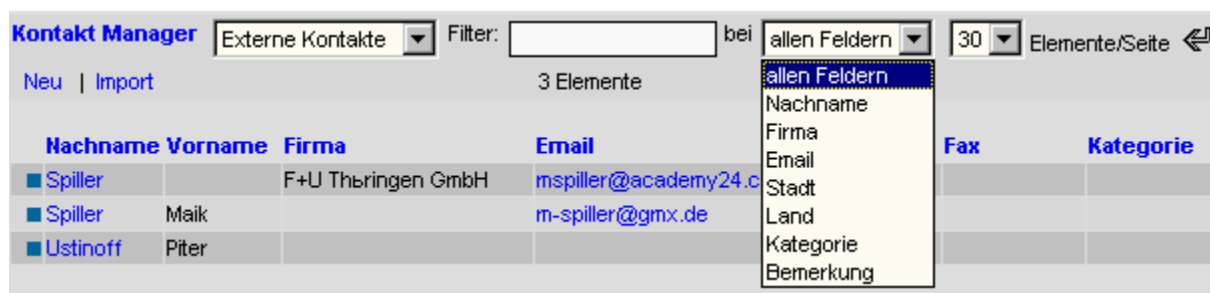 Kontakt Manager Externe Kontakte Filter: bei allen Feldern 30 Elemente/Seite
Neu | Import 3 Elemente
allen Feldern
Nachname
Firma
Email
Stadt
Land
Kategorie
Bemerkung
Nachname Vorname Firma Email Fax Kategorie
Spiller F+U Thьringen GmbH mspiller@academy24.c
Spiller Maik m-spiller@gmx.de
Ustinoff Piter